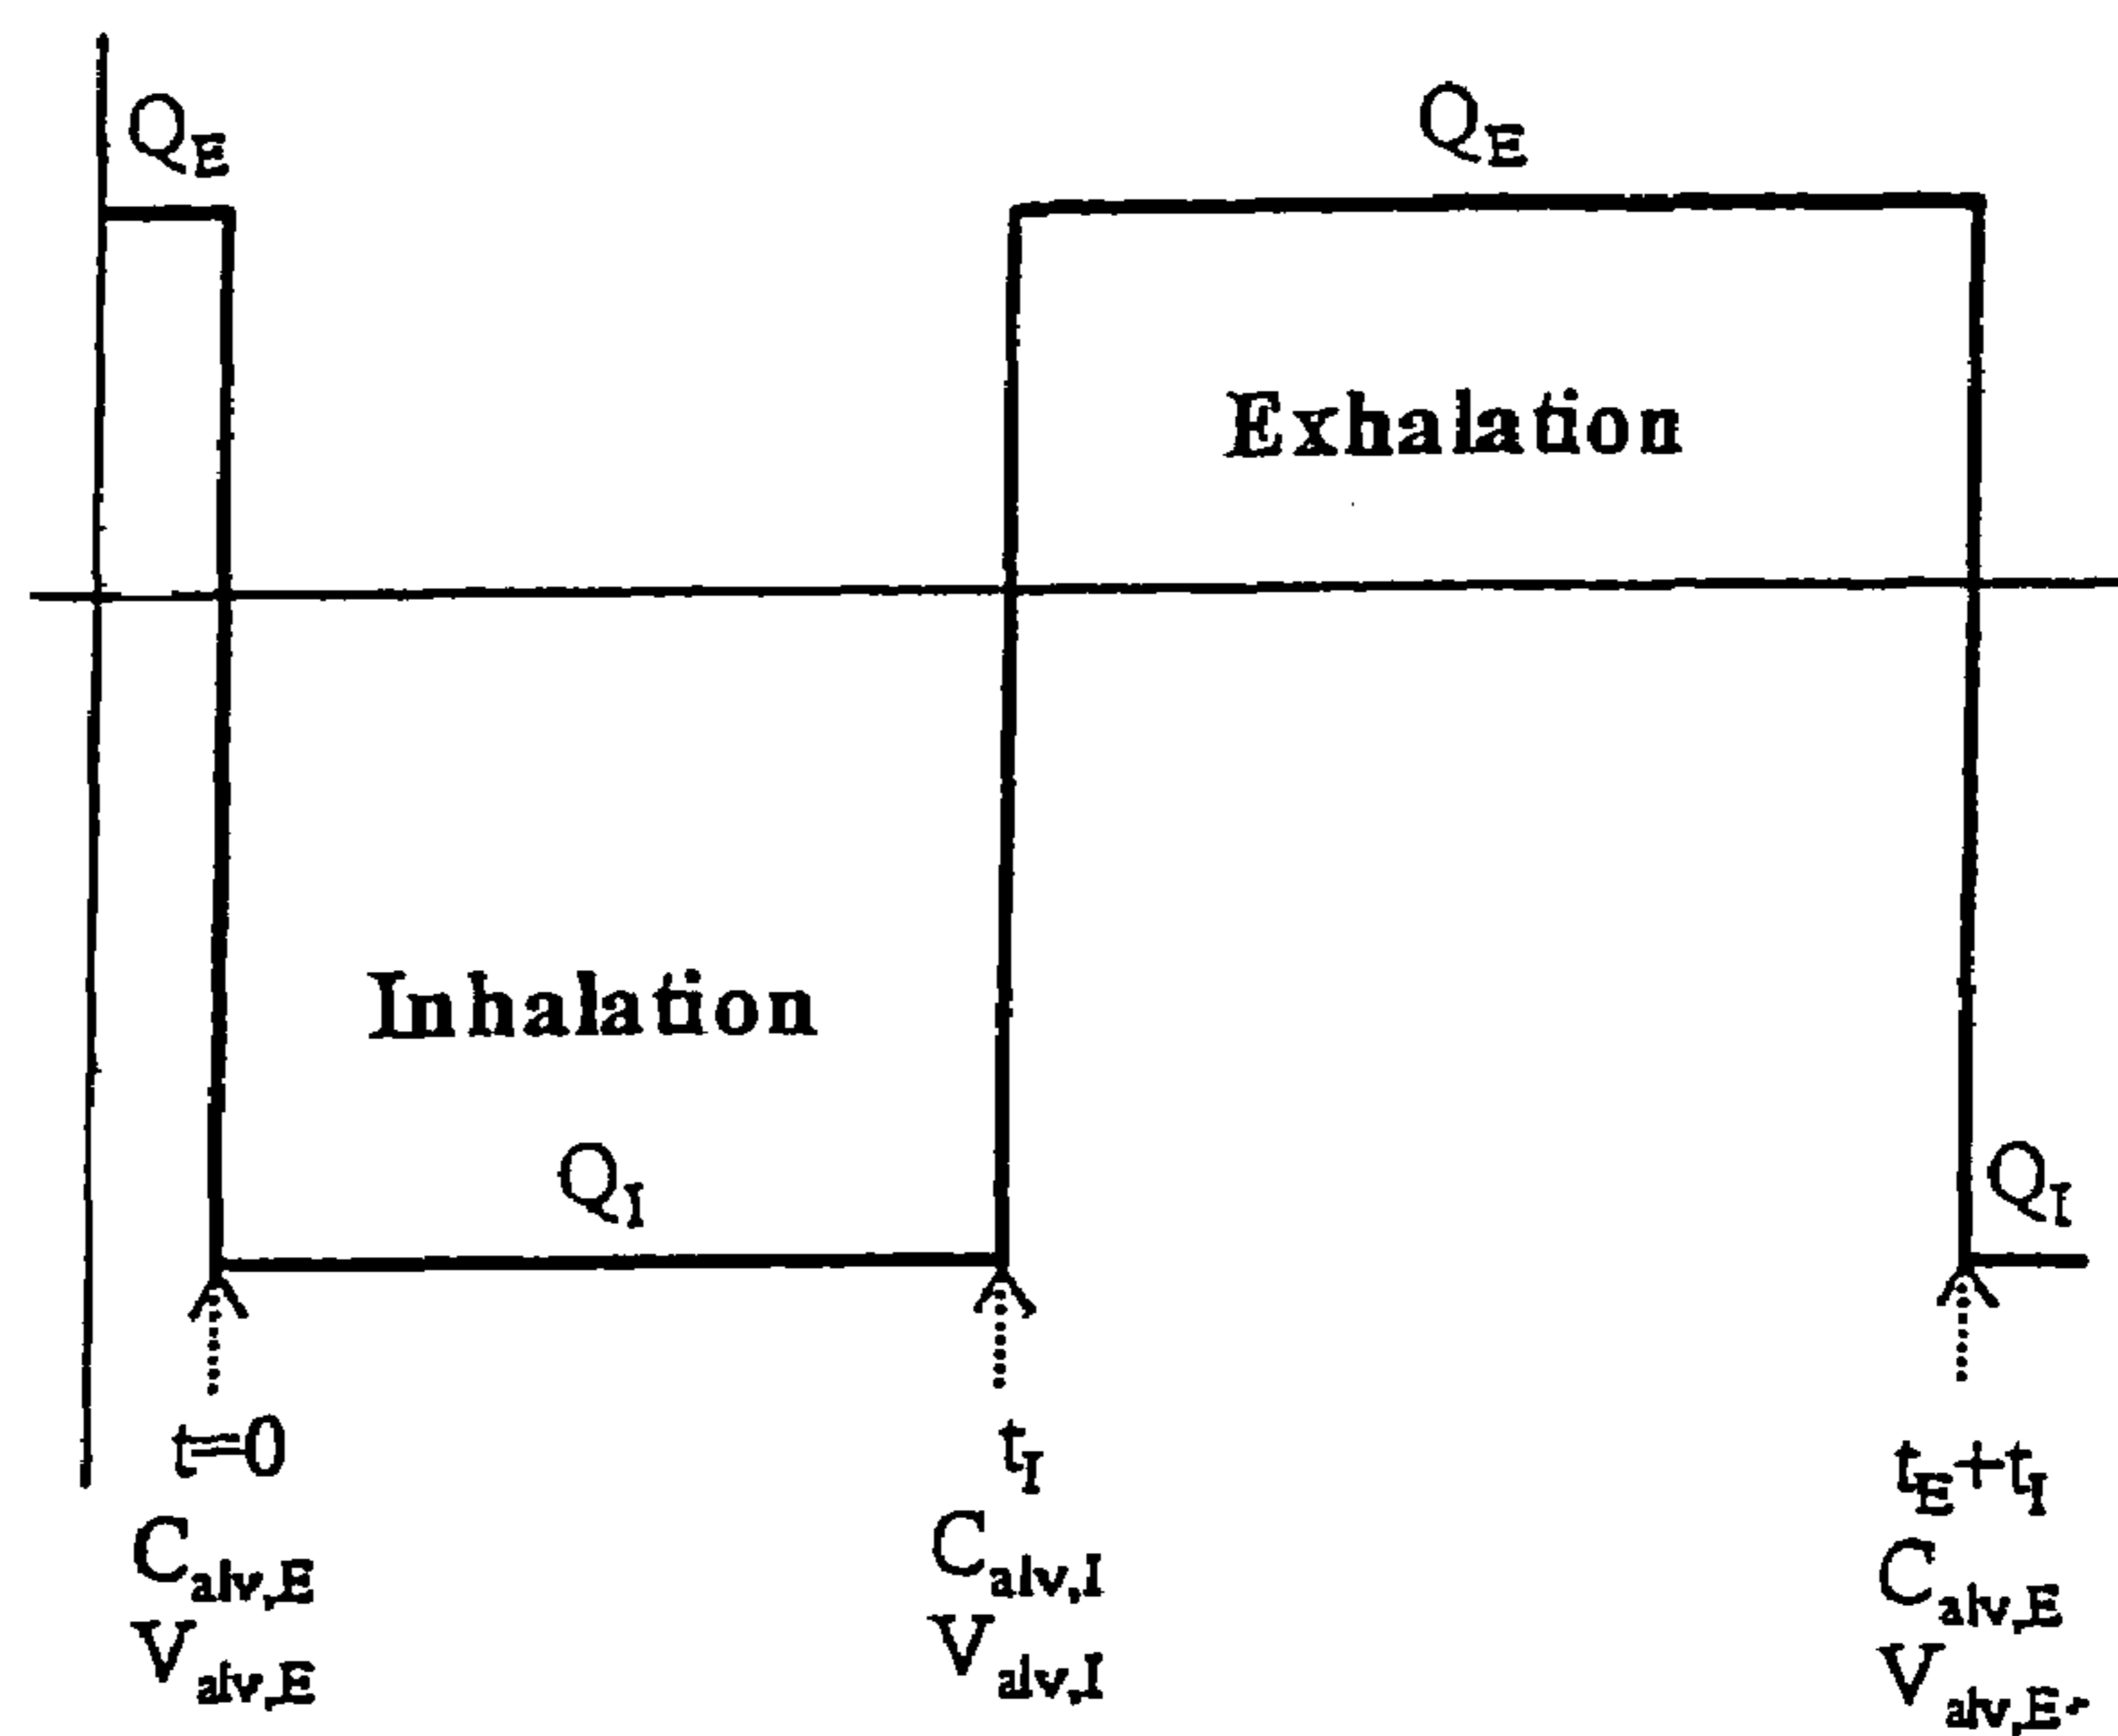 Q_E Q_E
Exhalation
Inhalation
Q_I Q_I
t=0 t_I t_E+t_I
C_alv,E C_alv,I C_alv,E
V_alv,E V_alv,I V_alv,E.